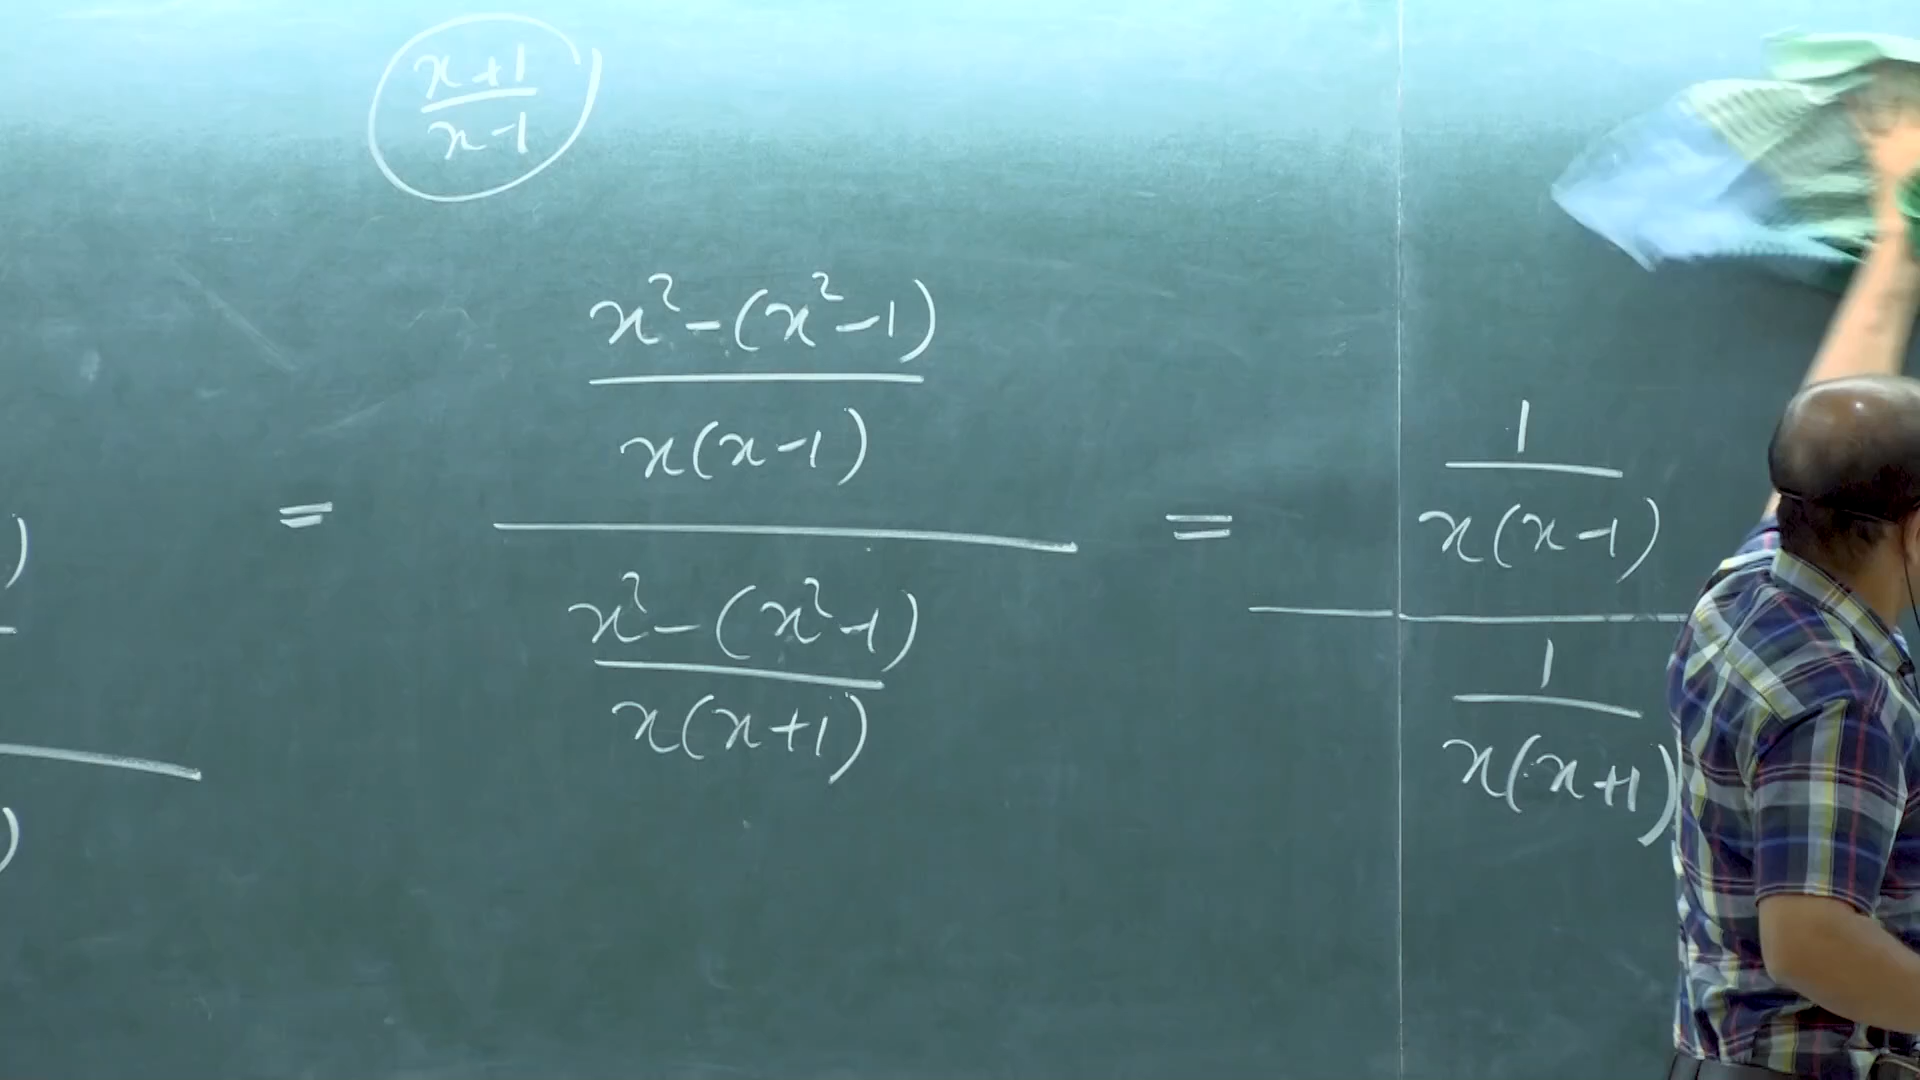 x+1
x-1
x² - (x² - 1)
x(x-1)
=
x² - (x² - 1)
x(x+1)
=
1
x(x-1)
1
x(x+1)
)
)